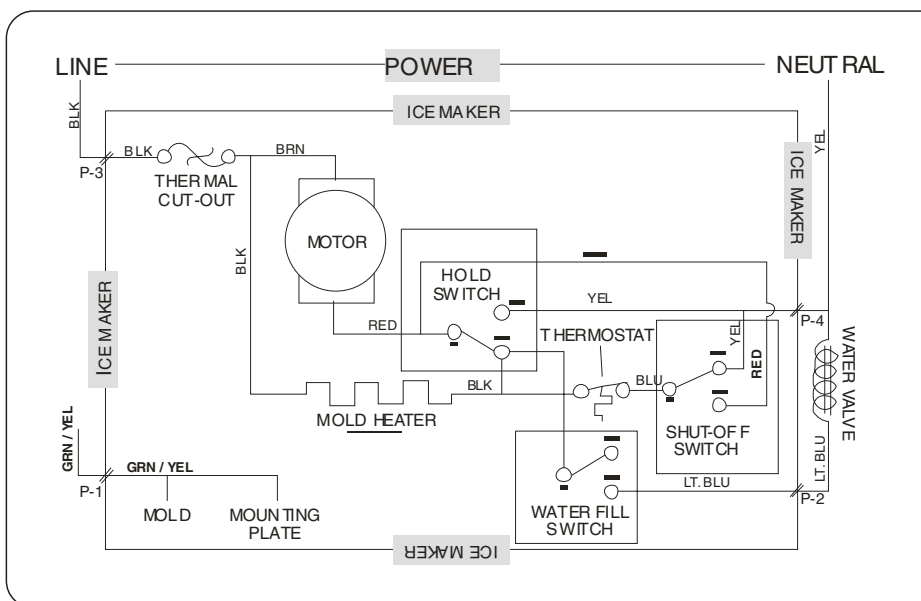 LINE
POWER
NEUTRAL
ICE MAKER
BLK
YEL
BLK
BRN
P-3
THERMAL
CUT-OUT
ICE MAKER
MOTOR
BLK
HOLD
SWITCH
YEL
ICE MAKER
RED
THERMOSTAT
YEL
RED
P-4
WATER VALVE
BLK
BLU
MOLD HEATER
SHUT-OFF
SWITCH
GRN / YEL
GRN / YEL
LT. BLU
LT. BLU
P-1
P-2
MOLD
MOUNTING
PLATE
WATER FILL
SWITCH
ICE MAKER